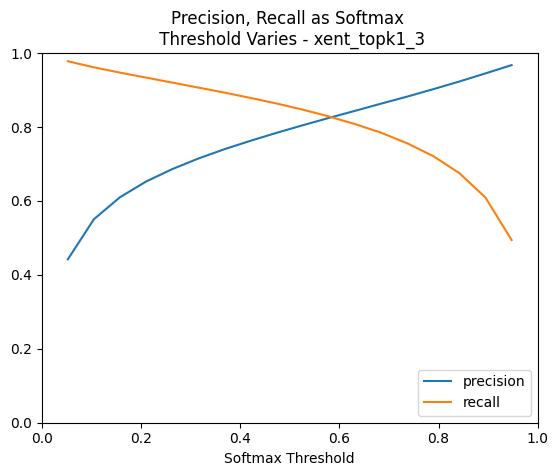 Precision, Recall as Softmax
Threshold Varies - xent_topk1_3
1.0
0.8
0.6
0.4
0.2
0.0
0.0 0.2 0.4 0.6 0.8 1.0
Softmax Threshold
precision
recall